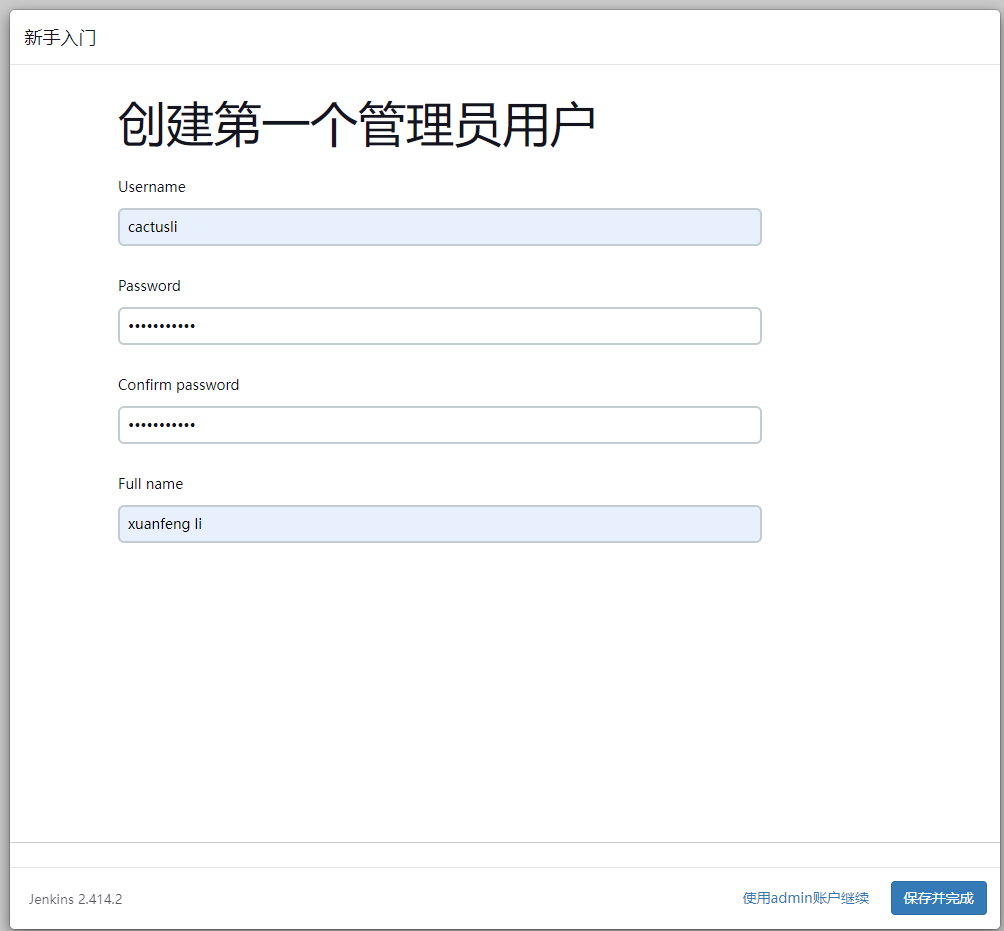 新手入门
创建第一个管理员用户
Username
cactusli
Password
•••••••••••
Confirm password
•••••••••••
Full name
xuanfeng li
Jenkins 2.414.2
使用admin账户继续
保存并完成